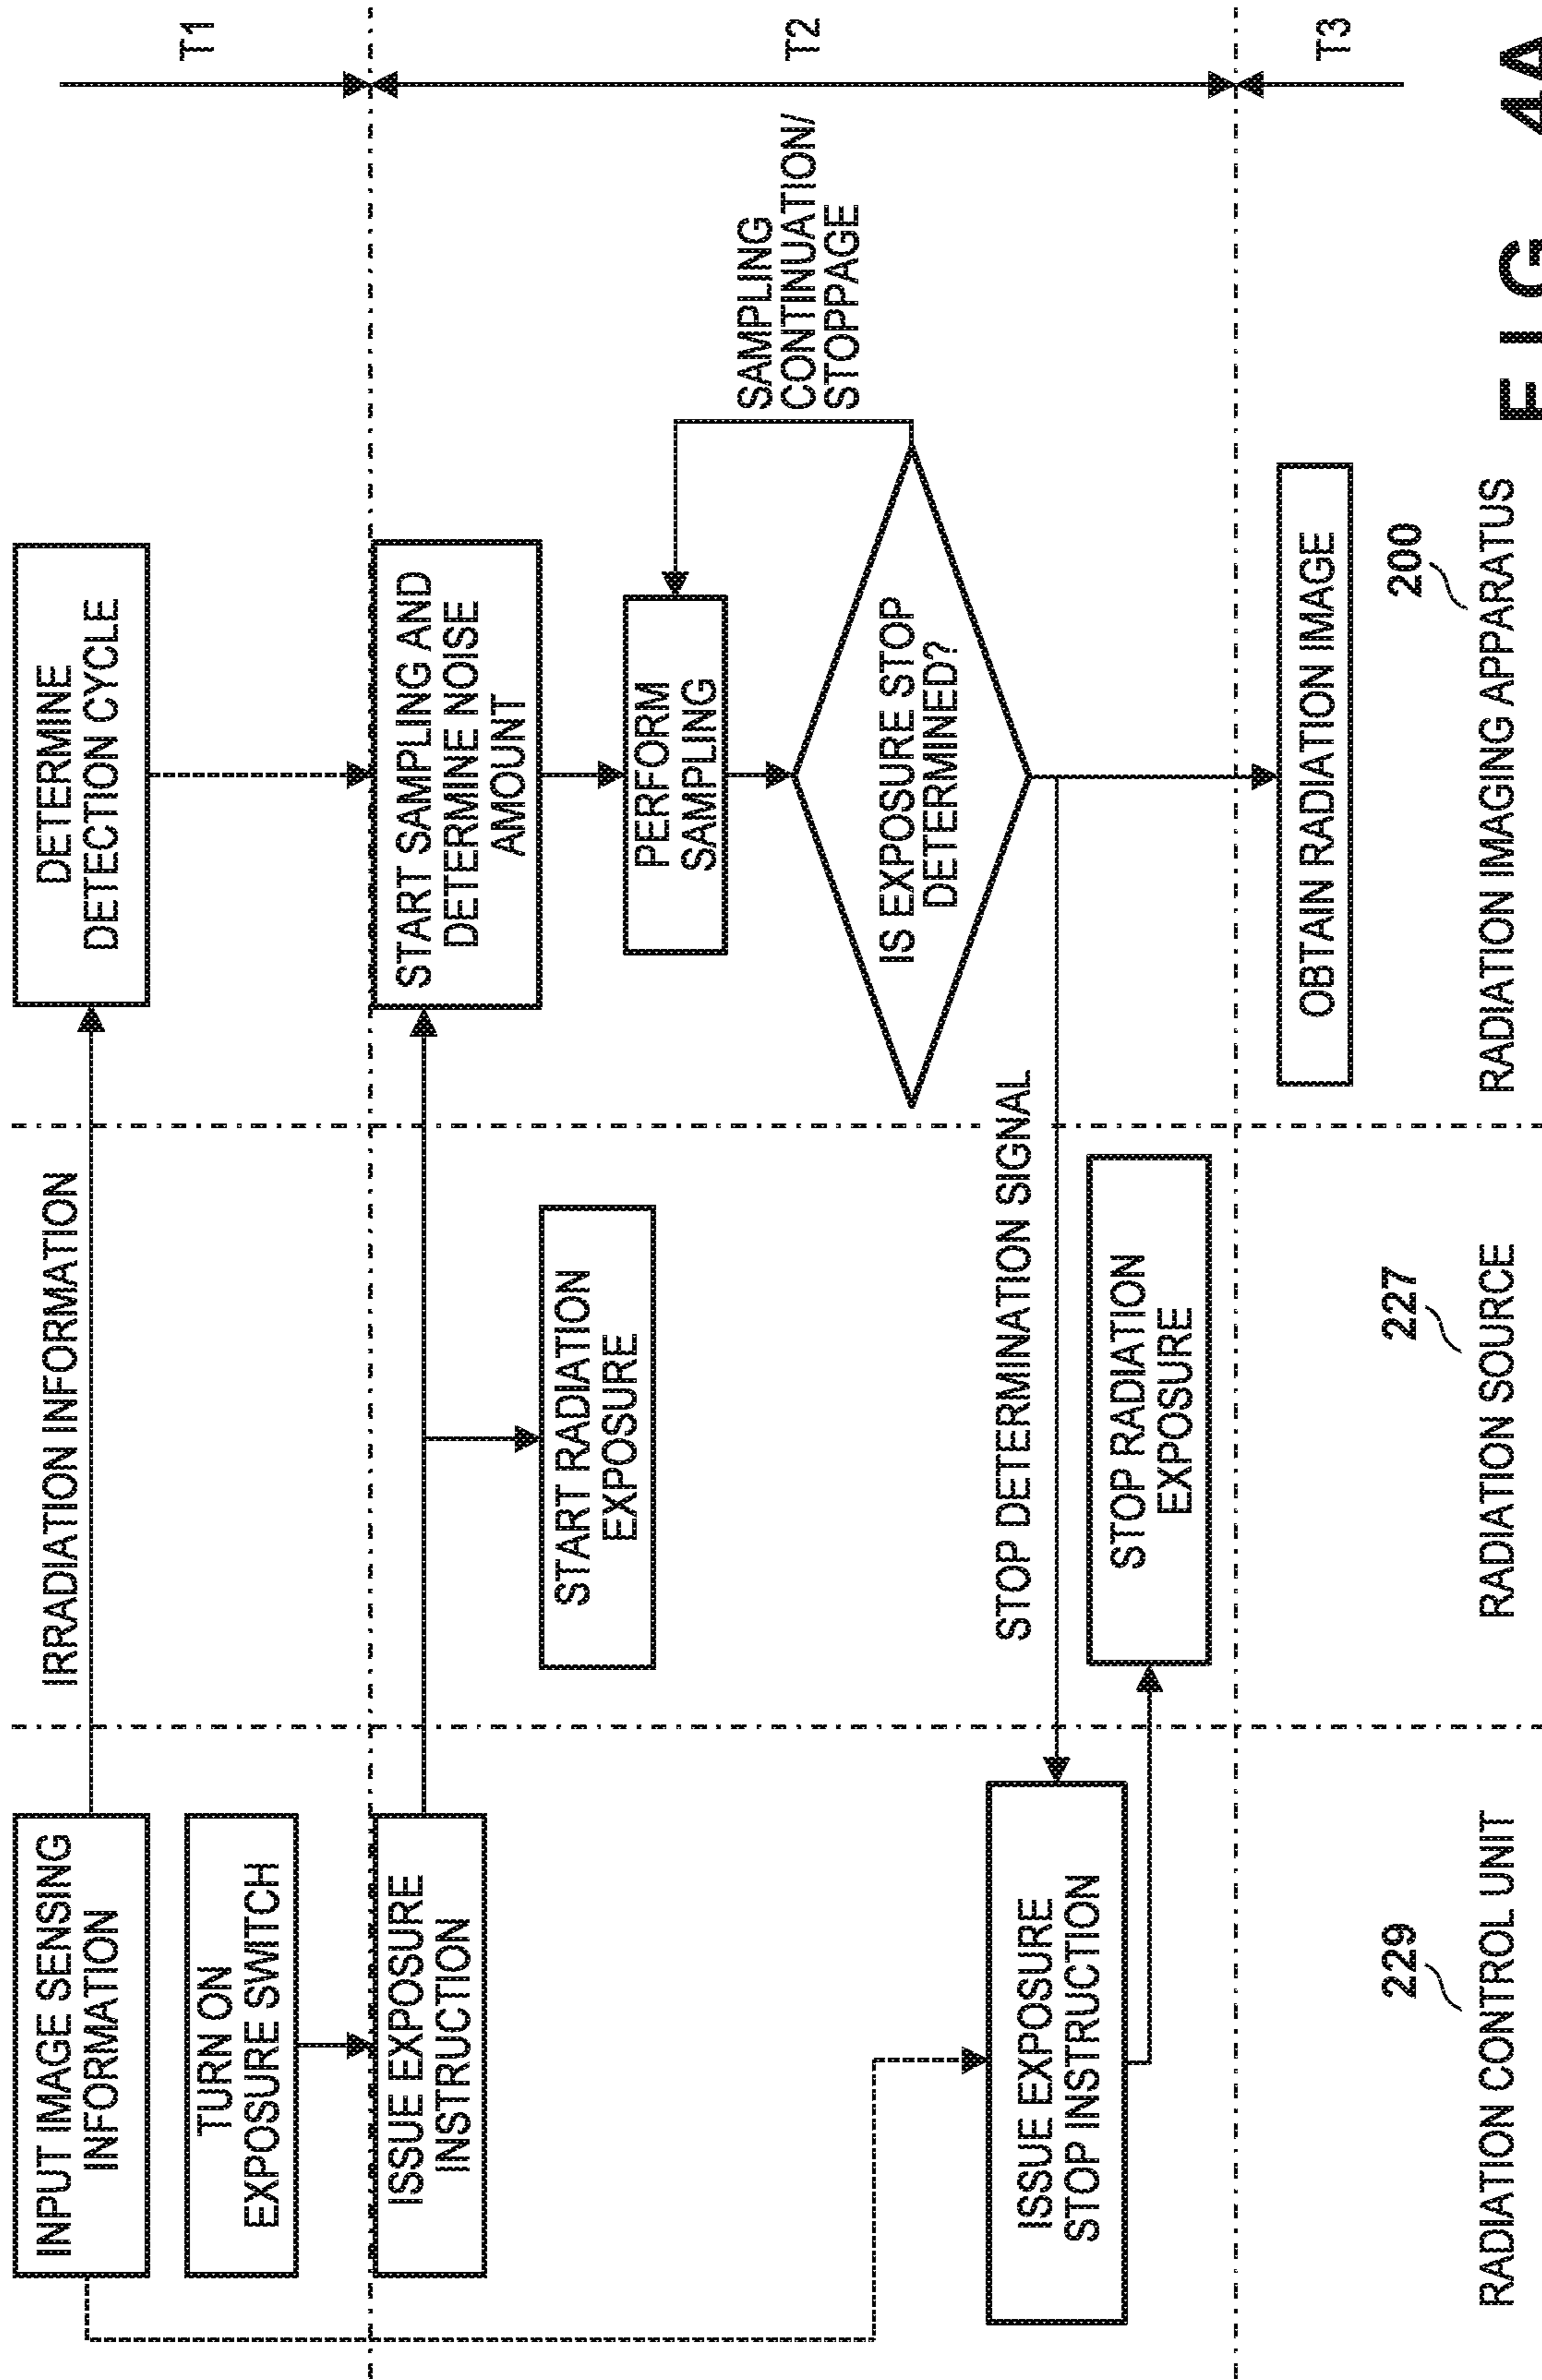 INPUT IMAGE SENSING
INFORMATION
IRRADIATION INFORMATION
DETERMINE
DETECTION CYCLE
T1
TURN ON
EXPOSURE SWITCH
ISSUE EXPOSURE
INSTRUCTION
START SAMPLING AND
DETERMINE NOISE
AMOUNT
START RADIATION
EXPOSURE
PERFORM
SAMPLING
SAMPLING
CONTINUATION/
STOPPAGE
T2
IS EXPOSURE STOP
DETERMINED?
STOP DETERMINATION SIGNAL
ISSUE EXPOSURE
STOP INSTRUCTION
STOP RADIATION
EXPOSURE
OBTAIN RADIATION IMAGE
T3
229
RADIATION CONTROL UNIT
227
RADIATION SOURCE
200
RADIATION IMAGING APPARATUS
FIG. 4A